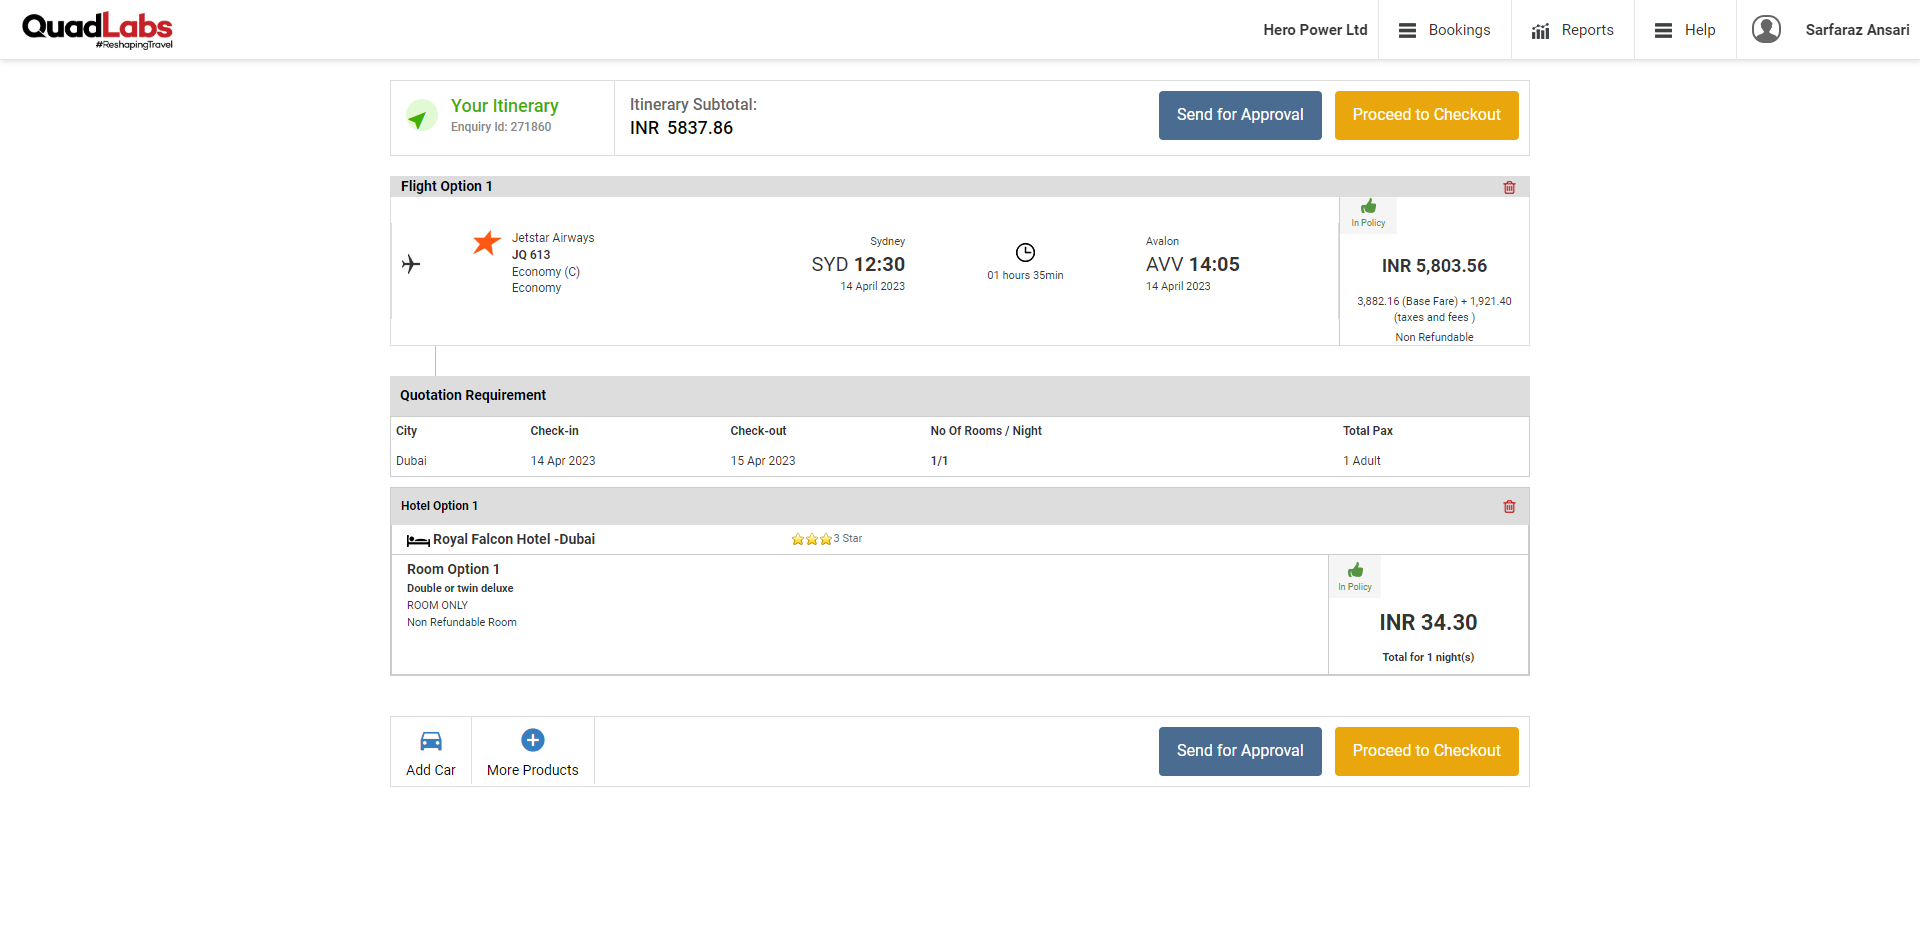 QuadLabs
#ReshapingTravel
Hero Power Ltd
Bookings
Reports
Help
Sarfaraz Ansari
Your Itinerary
Enquiry Id: 271860
Itinerary Subtotal:
INR 5837.86
Send for Approval
Proceed to Checkout
Flight Option 1
Jetstar Airways
JQ 613
Economy (C)
Economy
Sydney
SYD 12:30
14 April 2023
01 hours 35min
Avalon
AVV 14:05
14 April 2023
In Policy
INR 5,803.56
3,882.16 (Base Fare) + 1,921.40
(taxes and fees )
Non Refundable
Quotation Requirement
City Check-in Check-out No Of Rooms / Night Total Pax
Dubai 14 Apr 2023 15 Apr 2023 1/1 1 Adult
Hotel Option 1
Royal Falcon Hotel -Dubai
3 Star
Room Option 1
Double or twin deluxe
ROOM ONLY
Non Refundable Room
In Policy
INR 34.30
Total for 1 night(s)
Add Car
More Products
Send for Approval
Proceed to Checkout